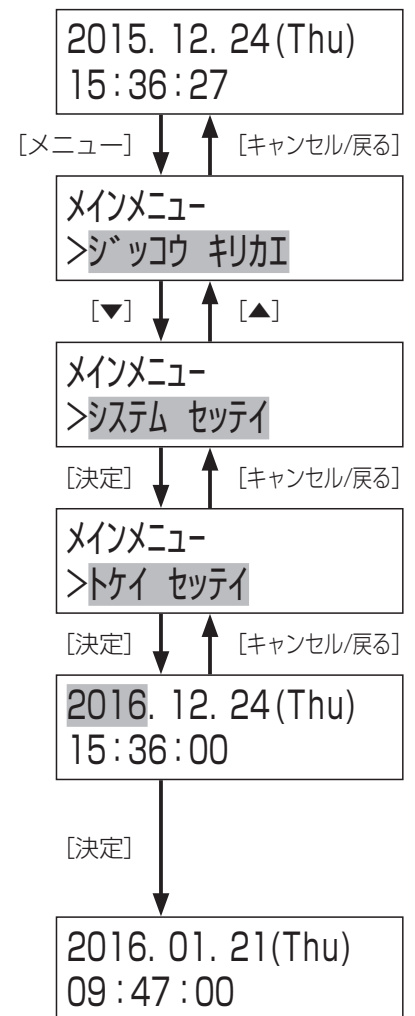 2015. 12. 24(Thu)
15:36:27
[メニュー] [キャンセル/戻る]
メインメニュー
>ジッコウ キリカエ
[▼] [▲]
メインメニュー
>システム セッテイ
[決定] [キャンセル/戻る]
メインメニュー
>トケイ セッテイ
[決定] [キャンセル/戻る]
2016. 12. 24(Thu)
15:36:00
[決定]
2016. 01. 21(Thu)
09:47:00